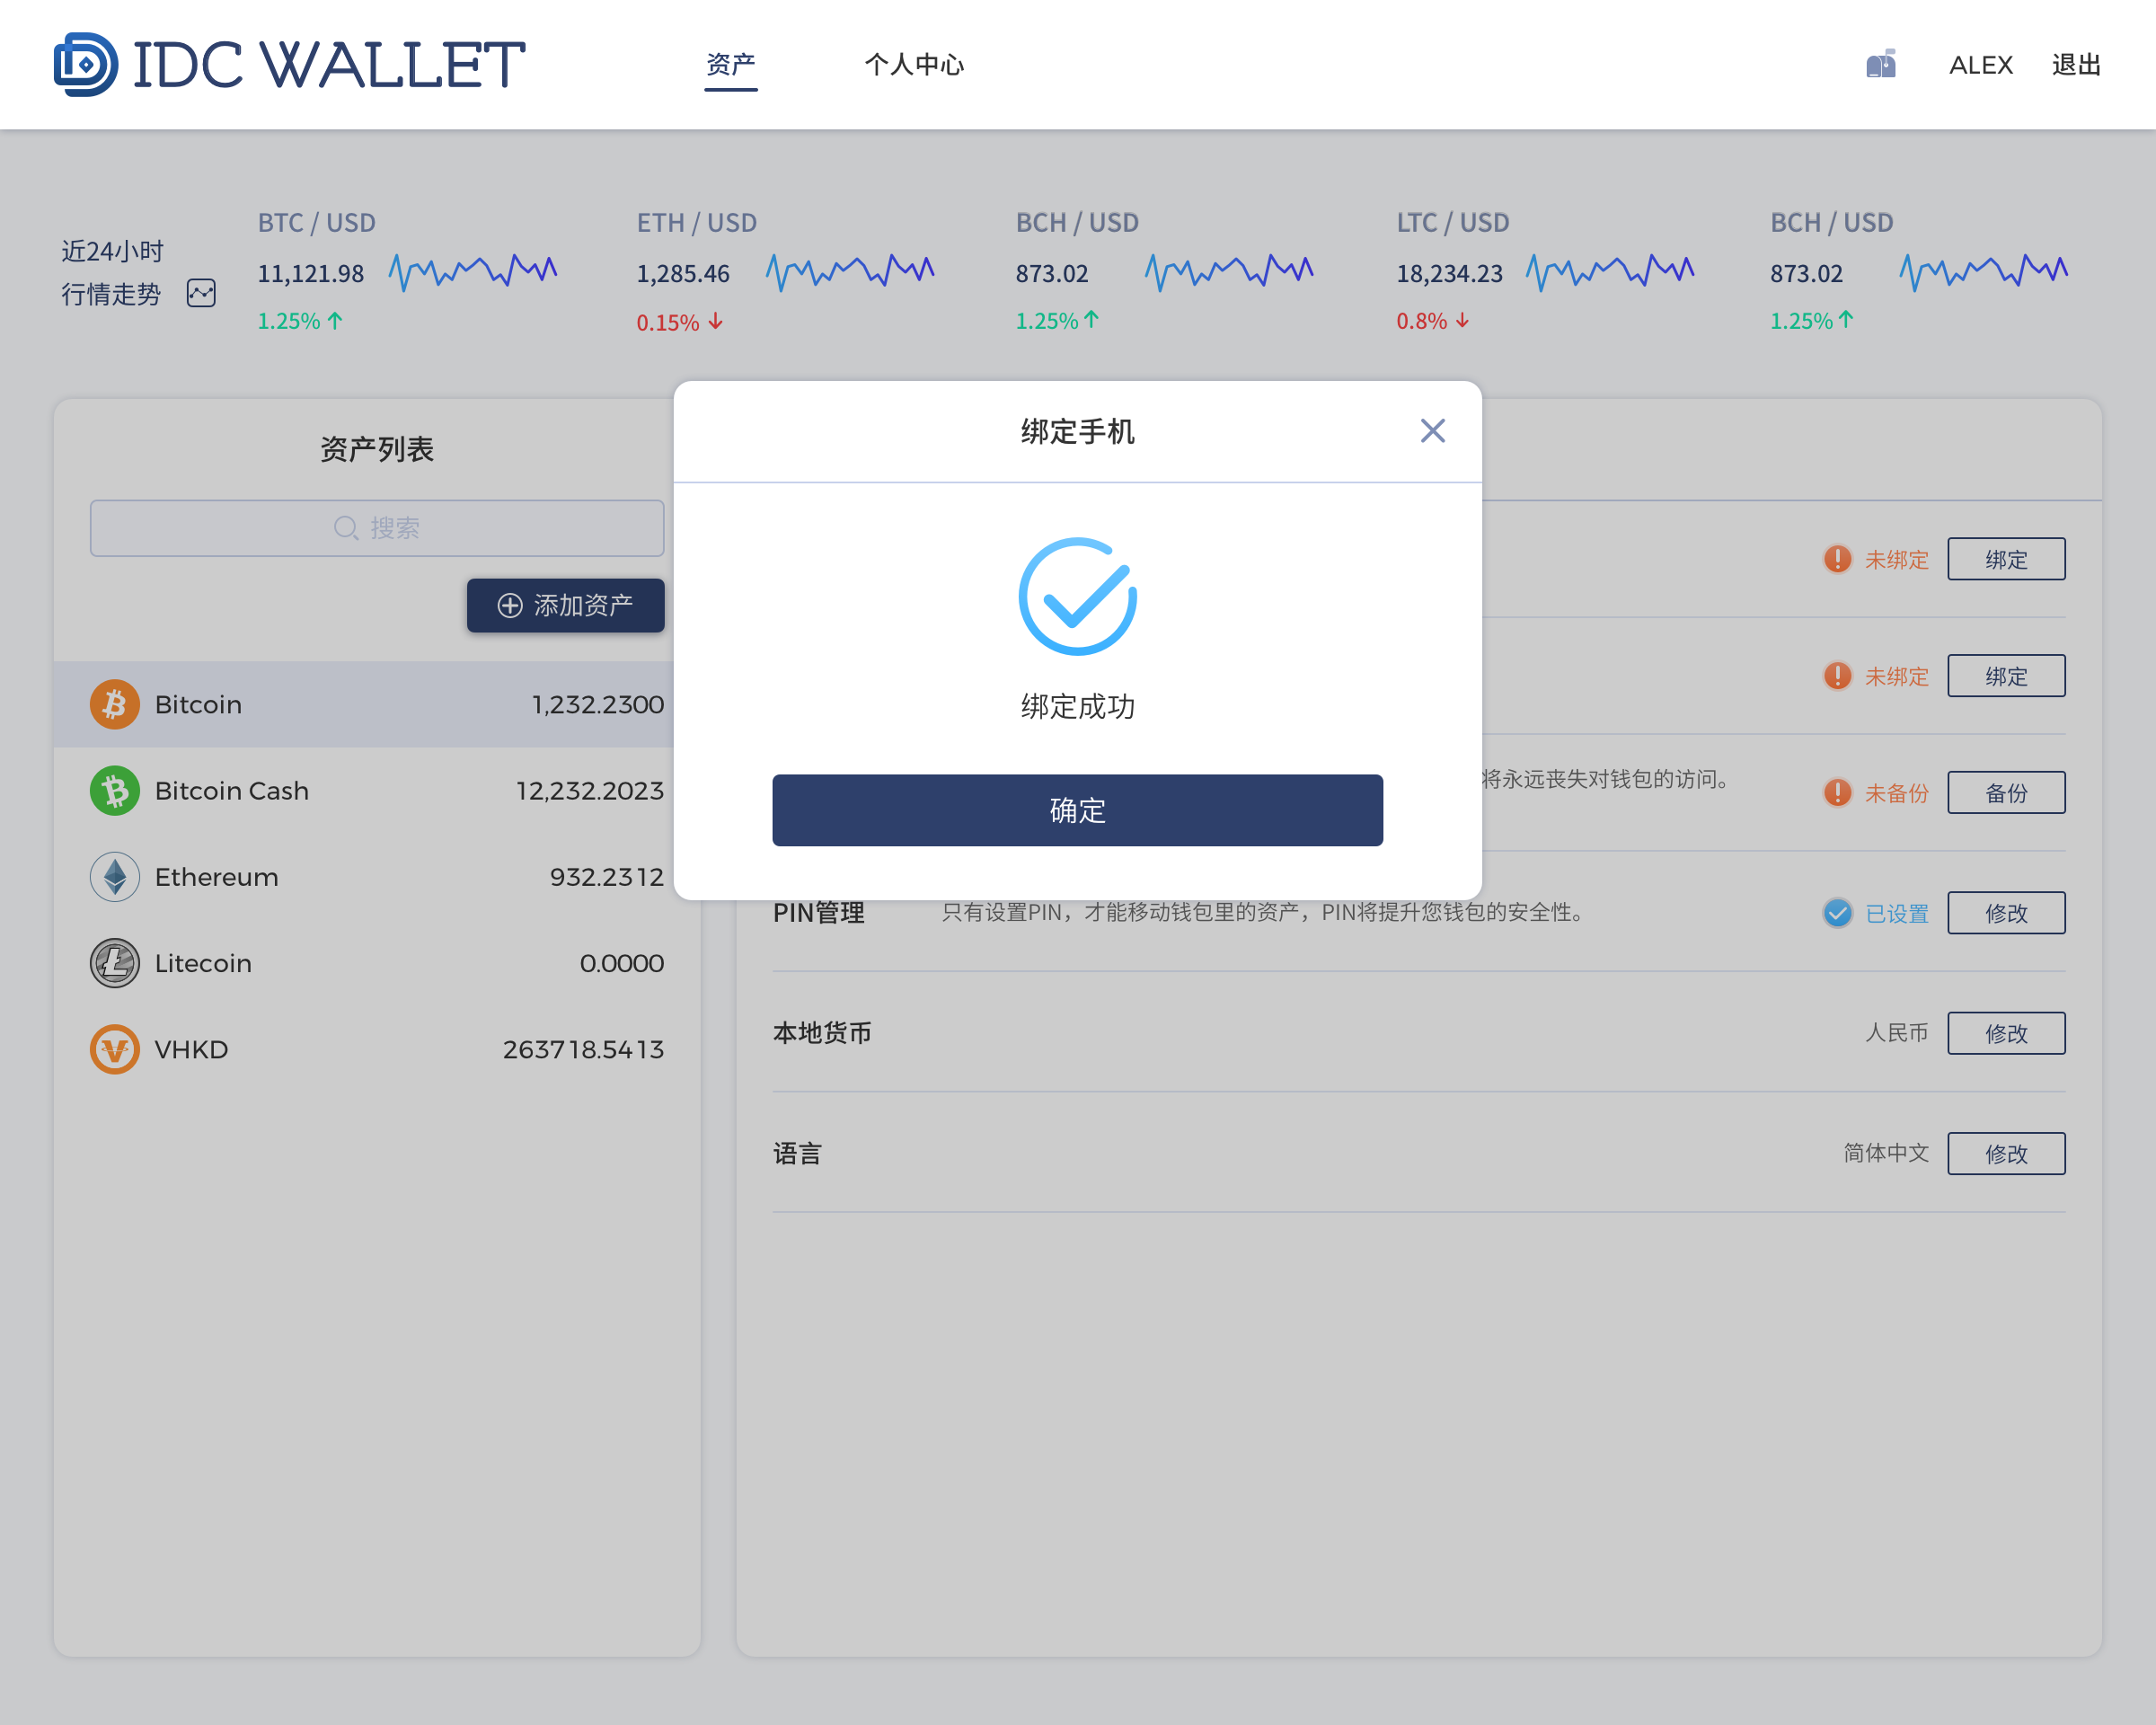 IDC WALLET
资产
个人中心
ALEX
退出
近24小时
行情走势
BTC / USD
11,121.98
1.25%
ETH / USD
1,285.46
0.15%
BCH / USD
873.02
1.25%
LTC / USD
18,234.23
0.8%
BCH / USD
873.02
1.25%
资产列表
搜索
添加资产
Bitcoin 1,232.2300
Bitcoin Cash 12,232.2023
Ethereum 932.2312
Litecoin 0.0000
VHKD 263718.5413
绑定手机
绑定成功
确定
未绑定 绑定
未绑定 绑定
将永远丧失对钱包的访问。 未备份 备份
PIN管理 只有设置PIN，才能移动钱包里的资产，PIN将提升您钱包的安全性。 已设置 修改
本地货币 人民币 修改
语言 简体中文 修改